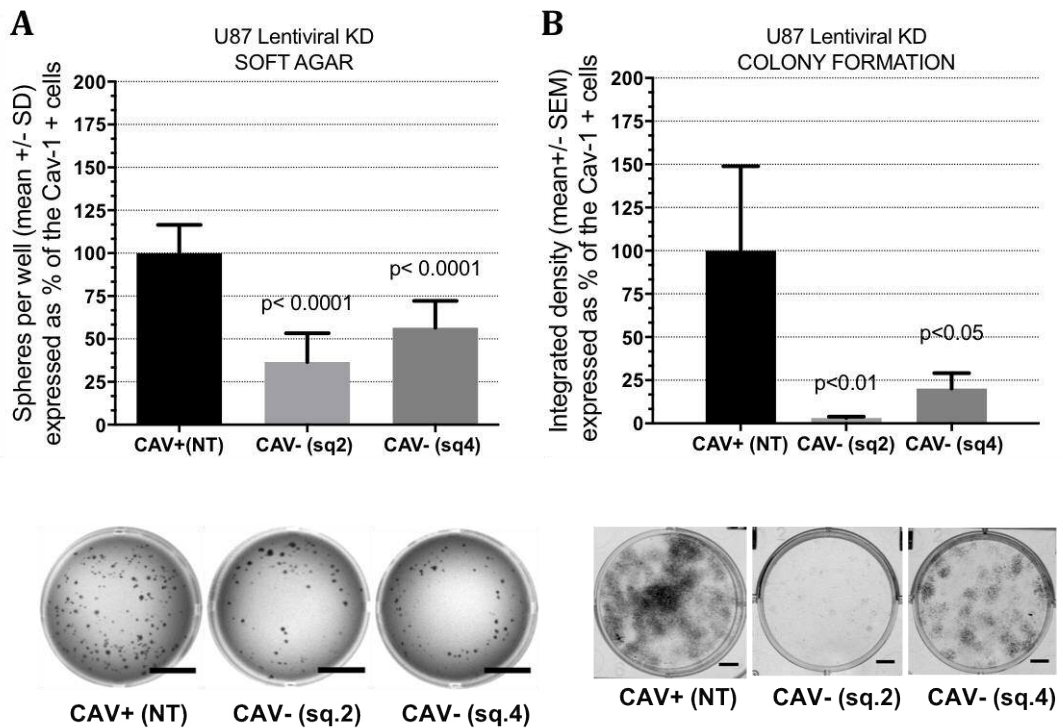 A
U87 Lentiviral KD
SOFT AGAR
Spheres per well (mean +/- SD)
expressed as % of the Cav-1 + cells
200
175
150
125
100
75
50
25
0
p< 0.0001
p< 0.0001
CAV+(NT)
CAV- (sq2)
CAV- (sq4)
CAV+ (NT)
CAV- (sq.2)
CAV- (sq.4)
B
U87 Lentiviral KD
COLONY FORMATION
Integrated density (mean+/- SEM)
expressed as % of the Cav-1 + cells
200
175
150
125
100
75
50
25
0
p<0.01
p<0.05
CAV+ (NT)
CAV- (sq2)
CAV- (sq4)
CAV+ (NT)
CAV- (sq.2)
CAV- (sq.4)